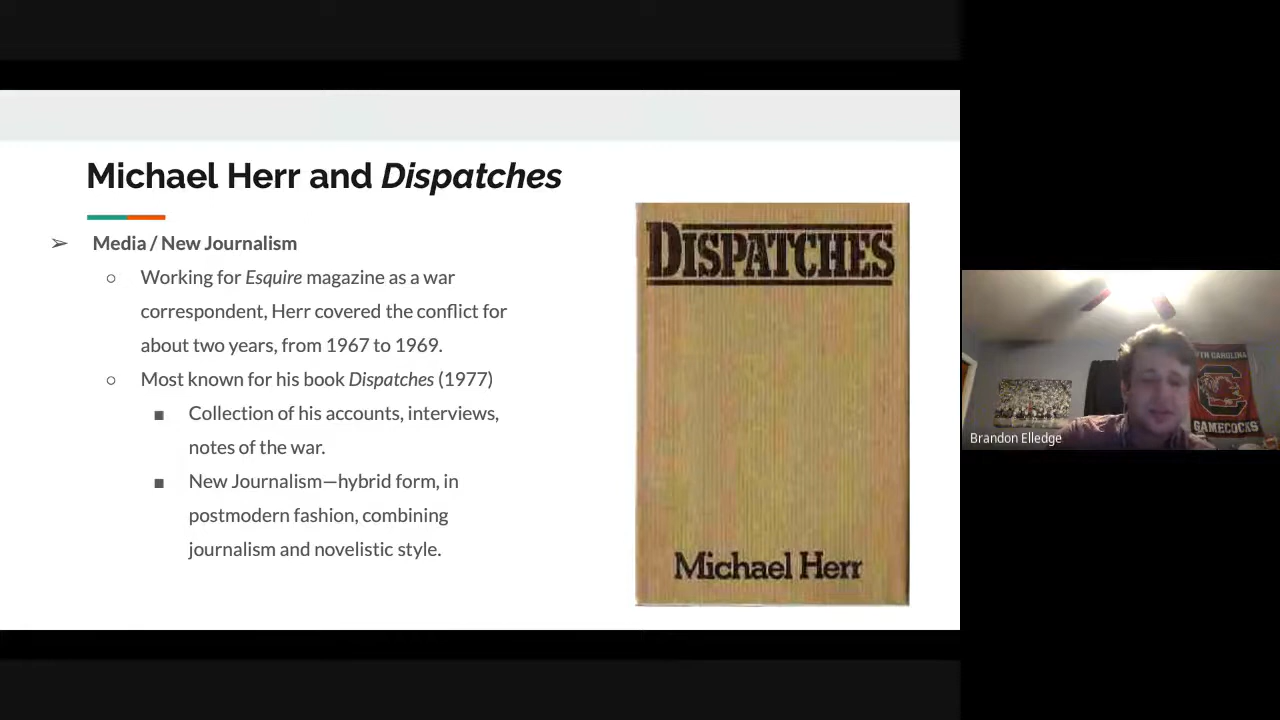 Michael Herr and Dispatches
➢ Media / New Journalism
○ Working for Esquire magazine as a war
correspondent, Herr covered the conflict for
about two years, from 1967 to 1969.
○ Most known for his book Dispatches (1977)
■ Collection of his accounts, interviews,
notes of the war.
■ New Journalism—hybrid form, in
postmodern fashion, combining
journalism and novelistic style.
DISPATCHES
Michael Herr
CAROLINA
GAMECOCKS
Brandon Elledge